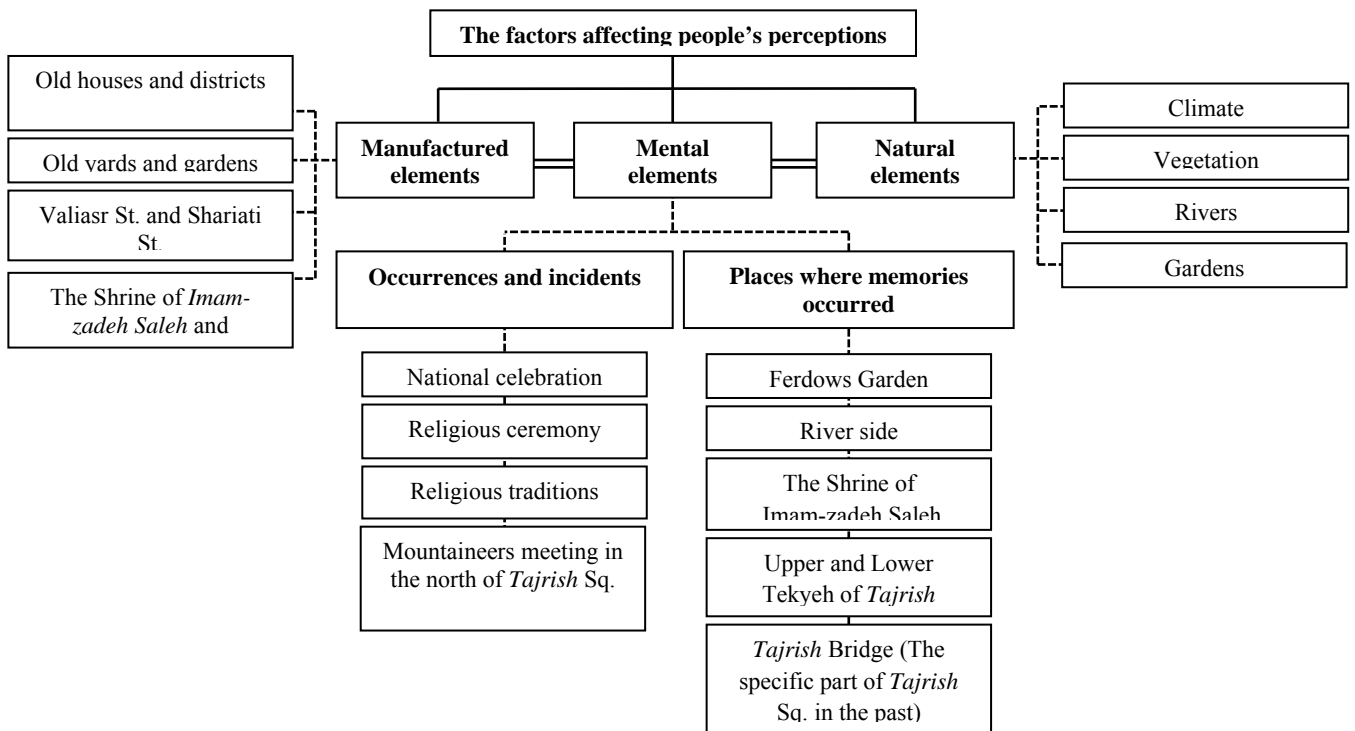 The factors affecting people's perceptions
Manufactured
elements
Mental
elements
Natural
elements
Old houses and districts
Old yards and gardens
Valiasr St. and Shariati
St.
The Shrine of Imam-
zadeh Saleh and
Climate
Vegetation
Rivers
Gardens
Occurrences and incidents
National celebration
Religious ceremony
Religious traditions
Mountaineers meeting in
the north of Tajrish Sq.
Places where memories
occurred
Ferdows Garden
River side
The Shrine of
Imam-zadeh Saleh
Upper and Lower
Tekyeh of Tajrish
Tajrish Bridge (The
specific part of Tajrish
Sq. in the past)